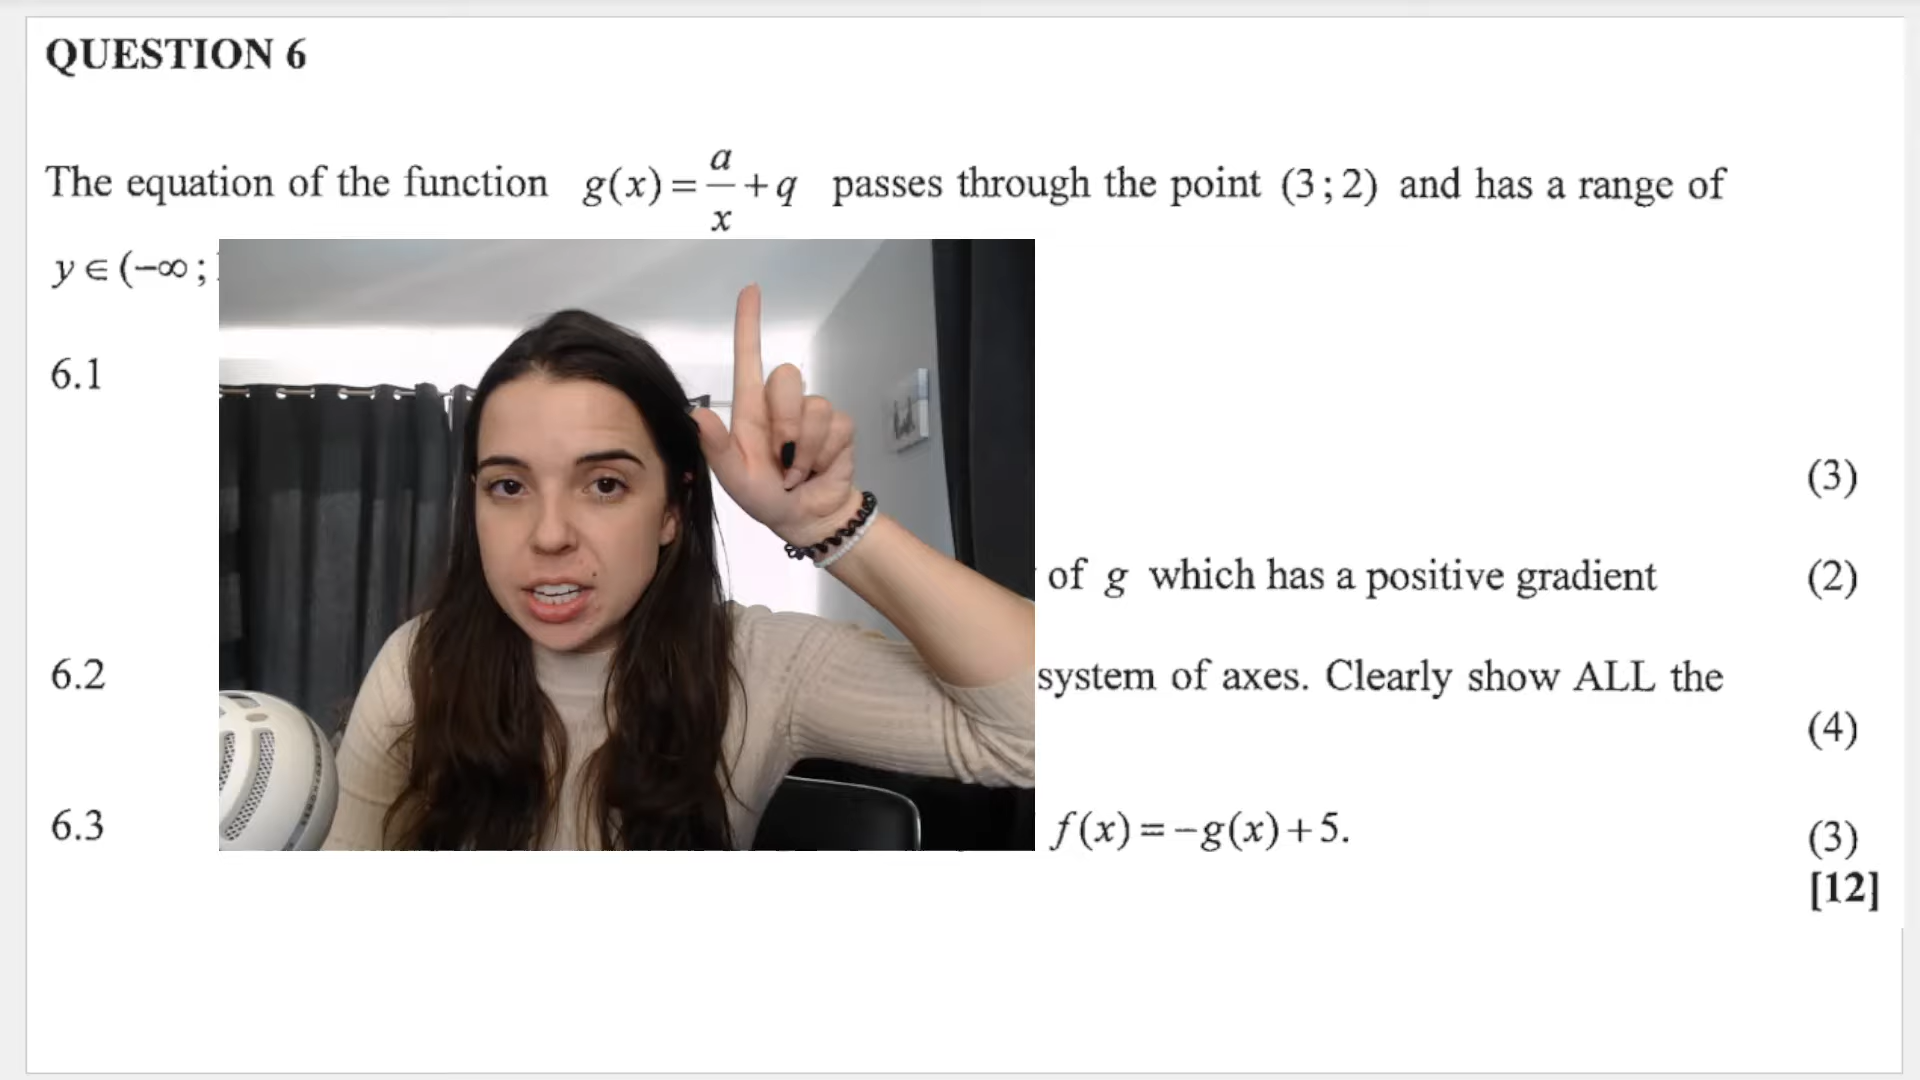 QUESTION 6
The equation of the function g(x) = a/x + q passes through the point (3 ; 2) and has a range of
y ∈ (−∞ ;
6.1
(3)
of g which has a positive gradient (2)
6.2 system of axes. Clearly show ALL the
(4)
6.3 f(x) = −g(x) + 5. (3)
[12]